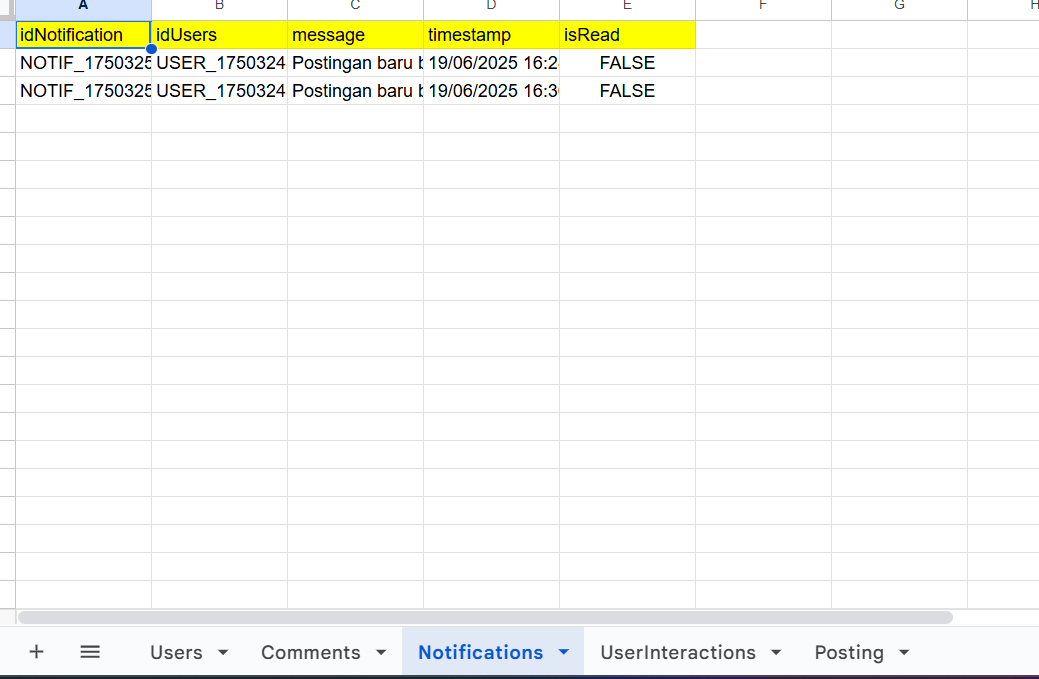 A B C D E F G H
idNotification idUsers message timestamp isRead
NOTIF_1750325 USER_1750324 Postingan baru 19/06/2025 16:2 FALSE
NOTIF_1750325 USER_1750324 Postingan baru 19/06/2025 16:3 FALSE
Users Comments Notifications UserInteractions Posting